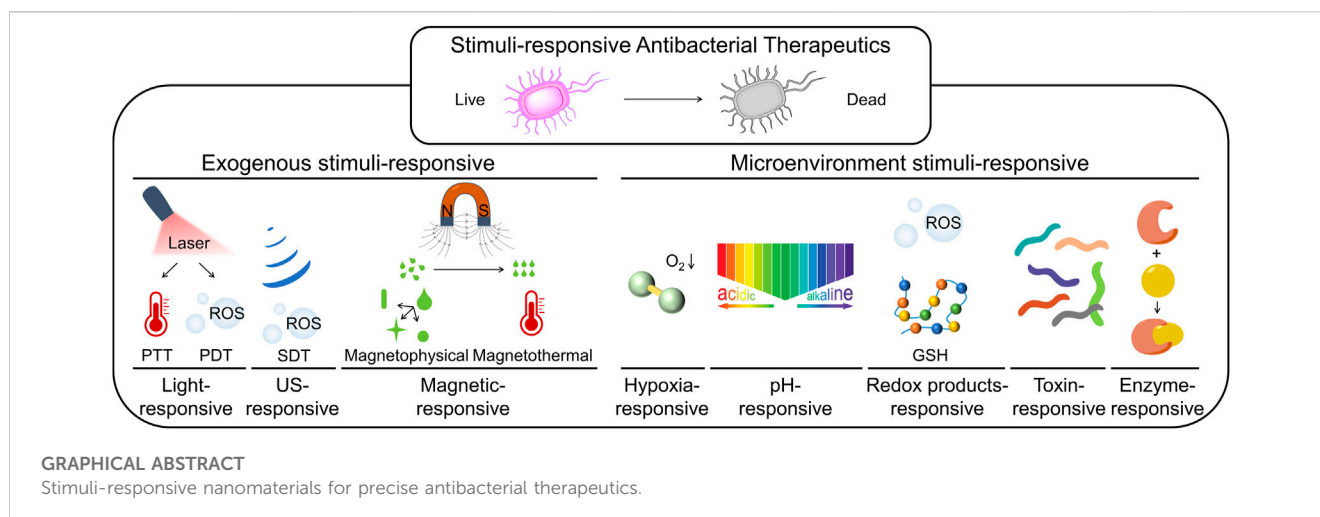 Stimuli-responsive Antibacterial Therapeutics
Live
Dead
Exogenous stimuli-responsive
Laser
ROS
PTT
PDT
Light-
responsive
ROS
SDT
US-
responsive
N S
Magnetophysical Magnetothermal
Magnetic-
responsive
Microenvironment stimuli-responsive
O₂↓
Hypoxia-
responsive
acidic
alkaline
pH-
responsive
ROS
GSH
Redox products-
responsive
Toxin-
responsive
+
Enzyme-
responsive
GRAPHICAL ABSTRACT
Stimuli-responsive nanomaterials for precise antibacterial therapeutics.